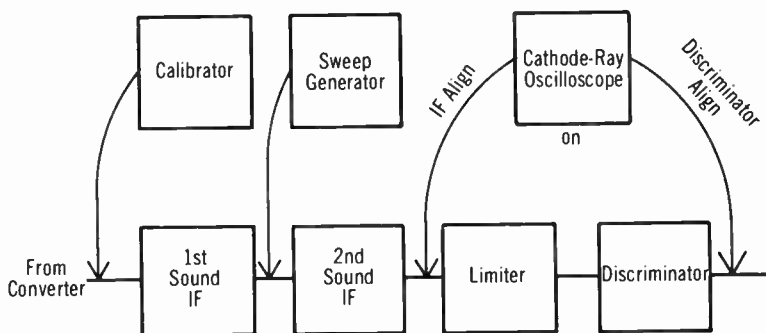 Calibrator
Sweep
Generator
IF Align
Cathode-Ray
Oscilloscope
on
Discriminator
Align
From
Converter
1st
Sound
IF
2nd
Sound
IF
Limiter
Discriminator